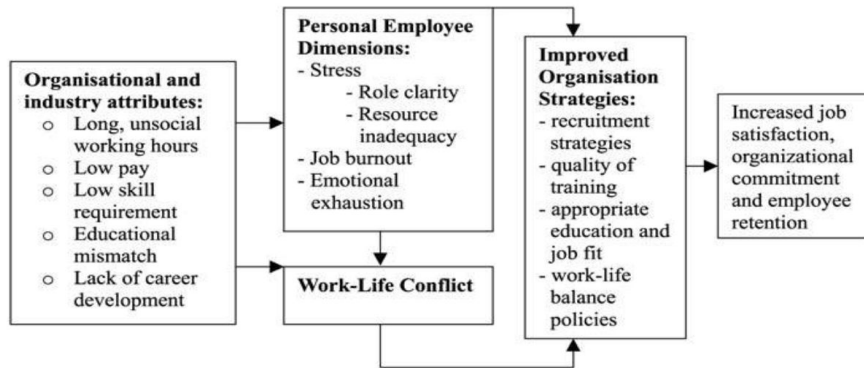 Organisational and
industry attributes:
o Long, unsocial
working hours
o Low pay
o Low skill
requirement
o Educational
mismatch
o Lack of career
development
Personal Employee
Dimensions:
- Stress
- Role clarity
- Resource
inadequacy
- Job burnout
- Emotional
exhaustion
Work-Life Conflict
Improved
Organisation
Strategies:
- recruitment
strategies
- quality of
training
- appropriate
education and
job fit
- work-life
balance
policies
Increased job
satisfaction,
organizational
commitment
and employee
retention